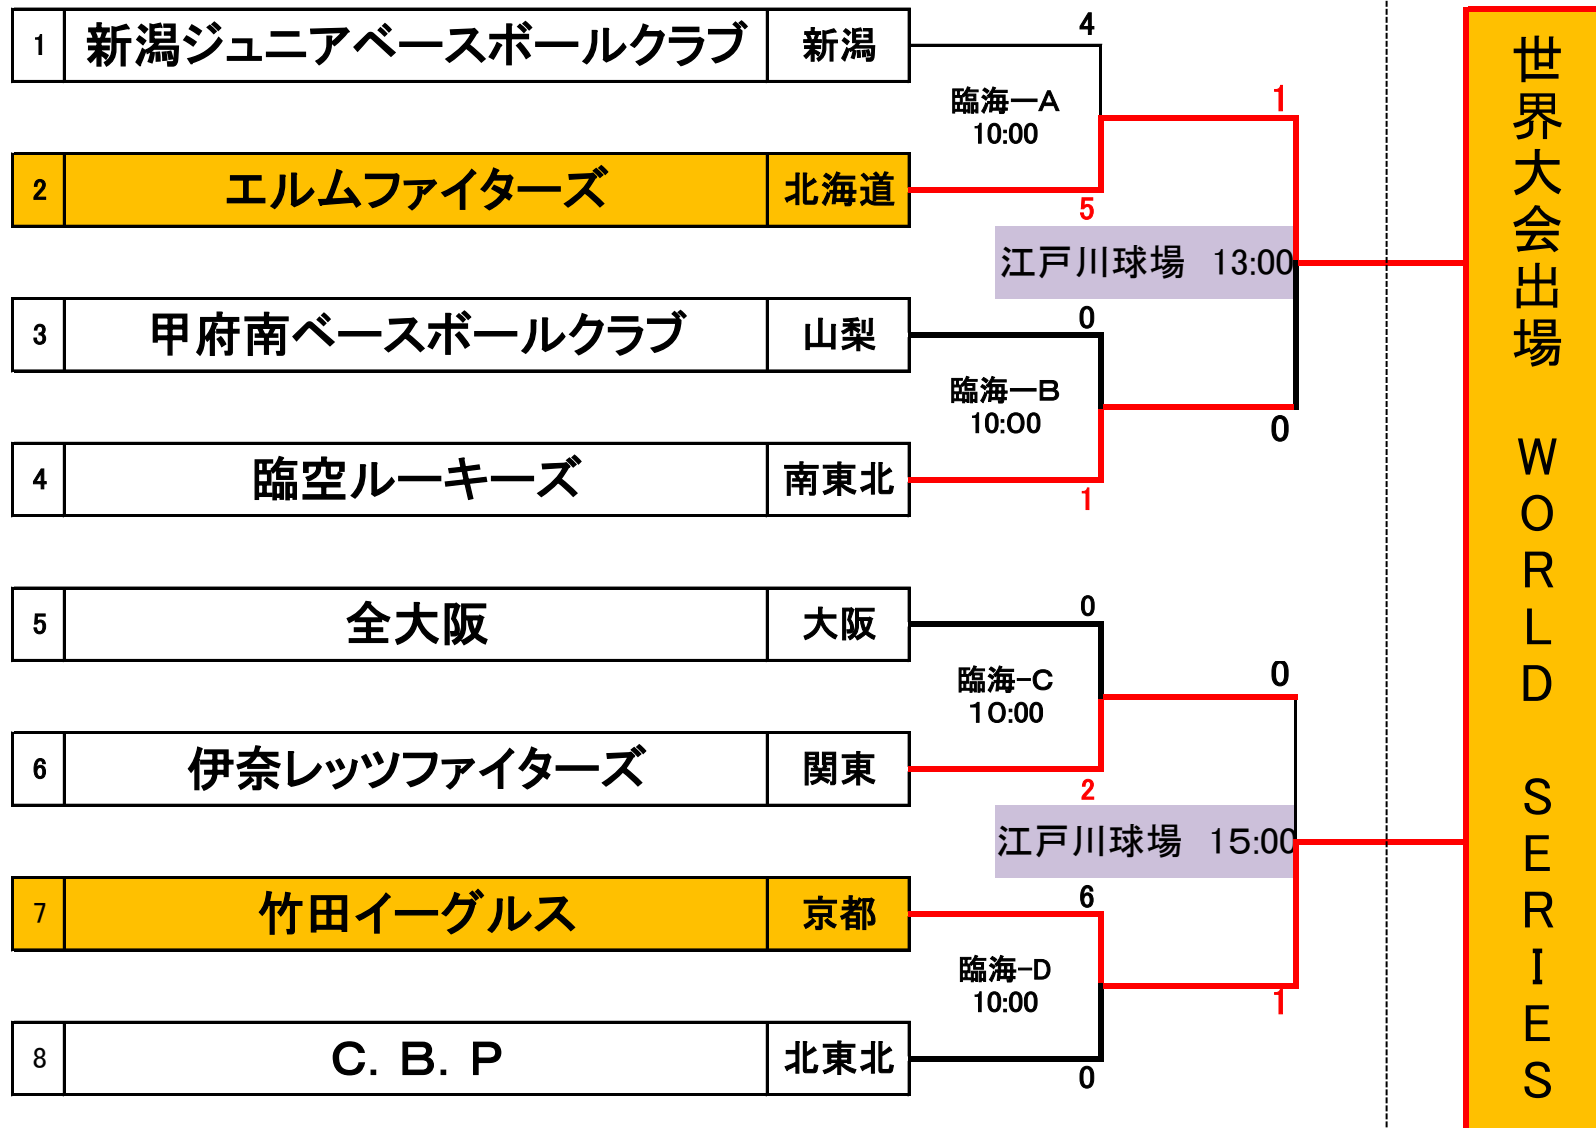 1 新潟ジュニアベースボールクラブ 新潟
4
臨海ーA
10:00
1
2 エルムファイターズ 北海道
5
江戸川球場 13:00
3 甲府南ベースボールクラブ 山梨
0
臨海ーB
10:00
0
4 臨空ルーキーズ 南東北
1
5 全大阪 大阪
0
臨海-C
10:00
0
6 伊奈レッツファイターズ 関東
2
江戸川球場 15:00
7 竹田イーグルス 京都
6
臨海-D
10:00
1
8 C.B.P 北東北
0
世界大会出場 WORLD SERIES